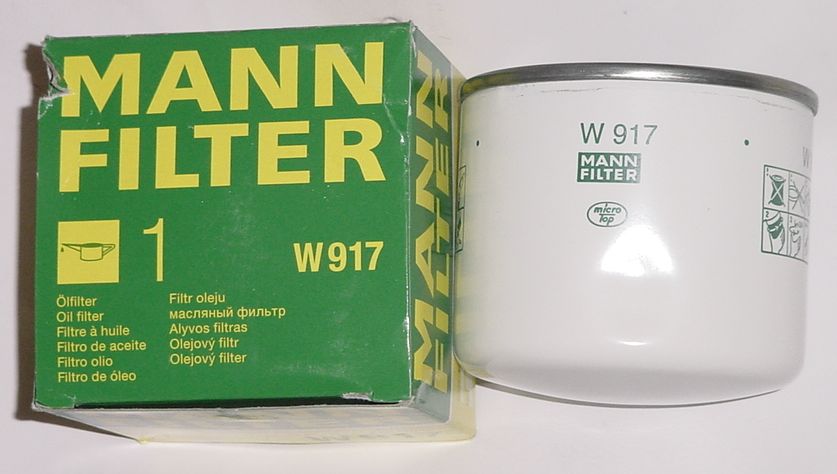 MANN
FILTER
1
W 917
Ölfilter
Oil filter
Filtre à huile
Filtro de aceite
Filtro olio
Filtro de óleo
Filtr oleju
масляный фильтр
Alyvos filtras
Olejový filtr
Olejový filter
MANN
FILTER
W 917
MANN
FILTER
micro
Top